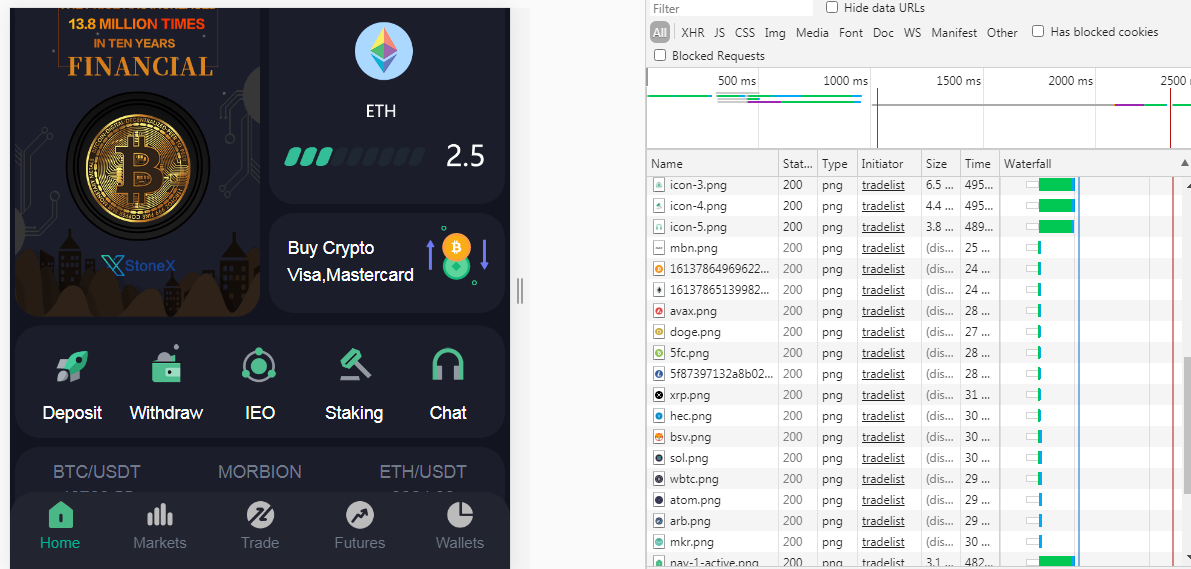 13.8 MILLION TIMES
IN TEN YEARS
FINANCIAL
StoneX
ETH
2.5
Buy Crypto
Visa,Mastercard
Deposit
Withdraw
IEO
Staking
Chat
BTC/USDT
MORBION
ETH/USDT
Home
Markets
Trade
Futures
Wallets
Filter
Hide data URLs
All XHR JS CSS Img Media Font Doc WS Manifest Other Has blocked cookies
Blocked Requests
500 ms 1000 ms 1500 ms 2000 ms 2500
Name Stat... Type Initiator Size Time Waterfall
icon-3.png 200 png tradelist 6.5 ... 495...
icon-4.png 200 png tradelist 4.4 ... 495...
icon-5.png 200 png tradelist 3.8 ... 489...
mbn.png 200 png tradelist (dis... 25 ...
16137864969622... 200 png tradelist (dis... 24 ...
16137865139982... 200 png tradelist (dis... 24 ...
avax.png 200 png tradelist (dis... 28 ...
doge.png 200 png tradelist (dis... 27 ...
5fc.png 200 png tradelist (dis... 28 ...
5f87397132a8b02... 200 png tradelist (dis... 28 ...
xrp.png 200 png tradelist (dis... 31 ...
hec.png 200 png tradelist (dis... 30 ...
bsv.png 200 png tradelist (dis... 30 ...
sol.png 200 png tradelist (dis... 30 ...
wbtc.png 200 png tradelist (dis... 29 ...
atom.png 200 png tradelist (dis... 30 ...
arb.png 200 png tradelist (dis... 29 ...
mkr.png 200 png tradelist (dis... 30 ...
nav-1-active.png 200 png tradelist 3.1 ... 482...